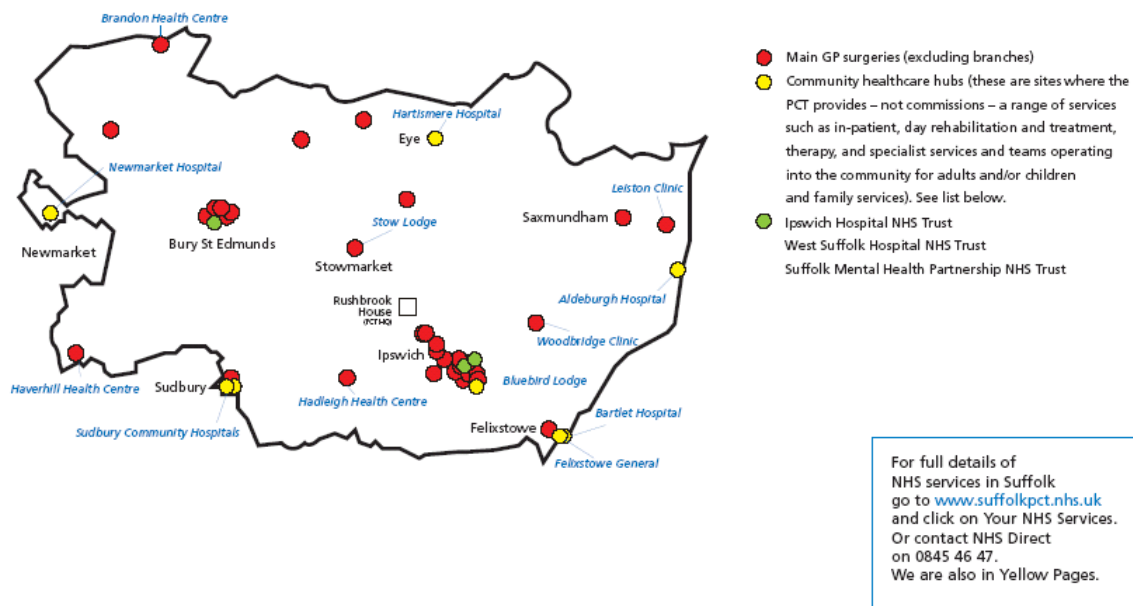 Brandon Health Centre
Hartismere Hospital
Eye
Newmarket Hospital
Leiston Clinic
Saxmundham
Stow Lodge
Bury St Edmunds
Newmarket
Stowmarket
Aldeburgh Hospital
Rushbrook
House
(PCT HQ)
Woodbridge Clinic
Ipswich
Haverhill Health Centre
Sudbury
Bluebird Lodge
Hadleigh Health Centre
Sudbury Community Hospitals
Bartlet Hospital
Felixstowe
Felixstowe General
Main GP surgeries (excluding branches)
Community healthcare hubs (these are sites where the
PCT provides – not commissions – a range of services
such as in-patient, day rehabilitation and treatment,
therapy, and specialist services and teams operating
into the community for adults and/or children
and family services). See list below.
Ipswich Hospital NHS Trust
West Suffolk Hospital NHS Trust
Suffolk Mental Health Partnership NHS Trust
For full details of
NHS services in Suffolk
go to www.suffolkpct.nhs.uk
and click on Your NHS Services.
Or contact NHS Direct
on 0845 46 47.
We are also in Yellow Pages.